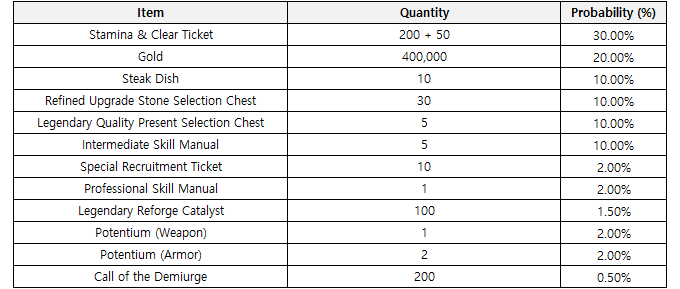 Item Quantity Probability (%)
Stamina & Clear Ticket 200 + 50 30.00%
Gold 400,000 20.00%
Steak Dish 10 10.00%
Refined Upgrade Stone Selection Chest 30 10.00%
Legendary Quality Present Selection Chest 5 10.00%
Intermediate Skill Manual 5 10.00%
Special Recruitment Ticket 10 2.00%
Professional Skill Manual 1 2.00%
Legendary Reforge Catalyst 100 1.50%
Potentium (Weapon) 1 2.00%
Potentium (Armor) 2 2.00%
Call of the Demiurge 200 0.50%